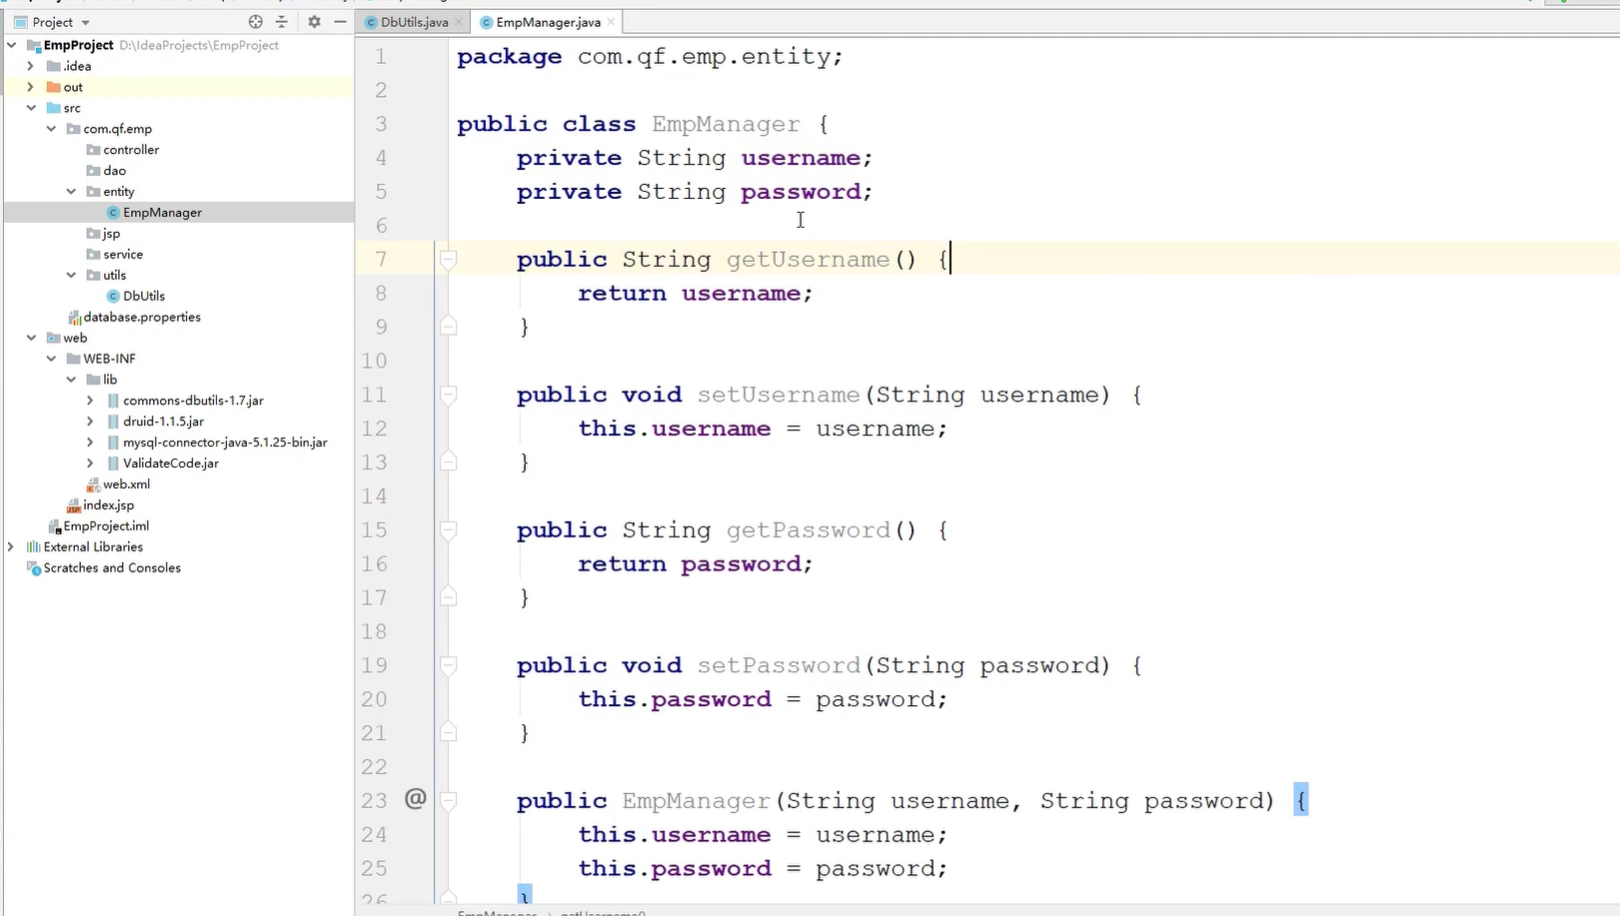 Project
DbUtils.java
EmpManager.java
EmpProject D:\IdeaProjects\EmpProject
.idea
out
src
com.qf.emp
controller
dao
entity
EmpManager
jsp
service
utils
DbUtils
database.properties
web
WEB-INF
lib
commons-dbutils-1.7.jar
druid-1.1.5.jar
mysql-connector-java-5.1.25-bin.jar
ValidateCode.jar
web.xml
index.jsp
EmpProject.iml
External Libraries
Scratches and Consoles
1 package com.qf.emp.entity;
2
3 public class EmpManager {
4 private String username;
5 private String password;
6
7 public String getUsername() {
8 return username;
9 }
10
11 public void setUsername(String username) {
12 this.username = username;
13 }
14
15 public String getPassword() {
16 return password;
17 }
18
19 public void setPassword(String password) {
20 this.password = password;
21 }
22
23 @ public EmpManager(String username, String password) {
24 this.username = username;
25 this.password = password;
26 }
EmpManager › getUsername()